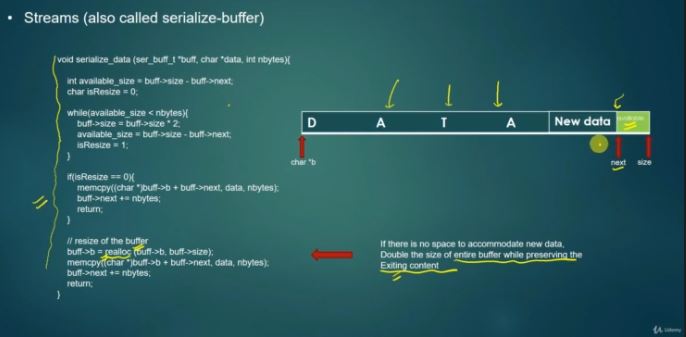 • Streams (also called serialize-buffer)
void serialize_data (ser_buff_t *buff, char *data, int nbytes){
int available_size = buff->size - buff->next;
char isResize = 0;
while(available_size < nbytes){
buff->size = buff->size * 2;
available_size = buff->size - buff->next;
isResize = 1;
}
if(isResize == 0){
memcpy((char *)buff->b + buff->next, data, nbytes);
buff->next += nbytes;
return;
}
// resize of the buffer
buff->b = realloc (buff->b, buff->size);
memcpy((char *)buff->b + buff->next, data, nbytes);
buff->next += nbytes;
return;
}
D A T A New data
char *b
next size
If there is no space to accommodate new data,
Double the size of entire buffer while preserving the
Exiting content
Udemy